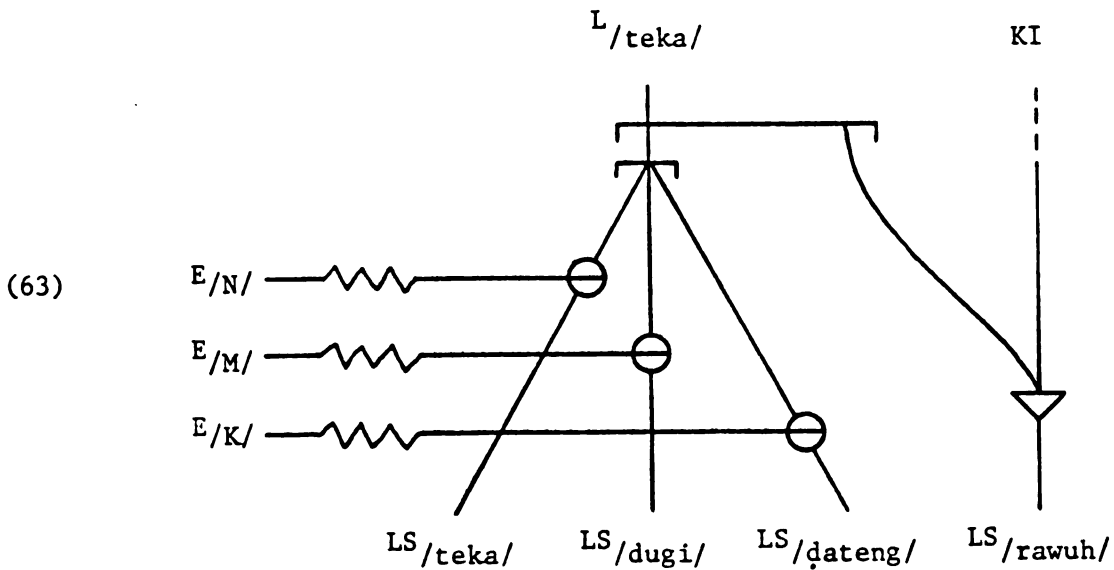 L/teka/ KI
(63)
E/N/
E/M/
E/K/
LS/teka/ LS/dugi/ LS/ḍateng/ LS/rawuh/